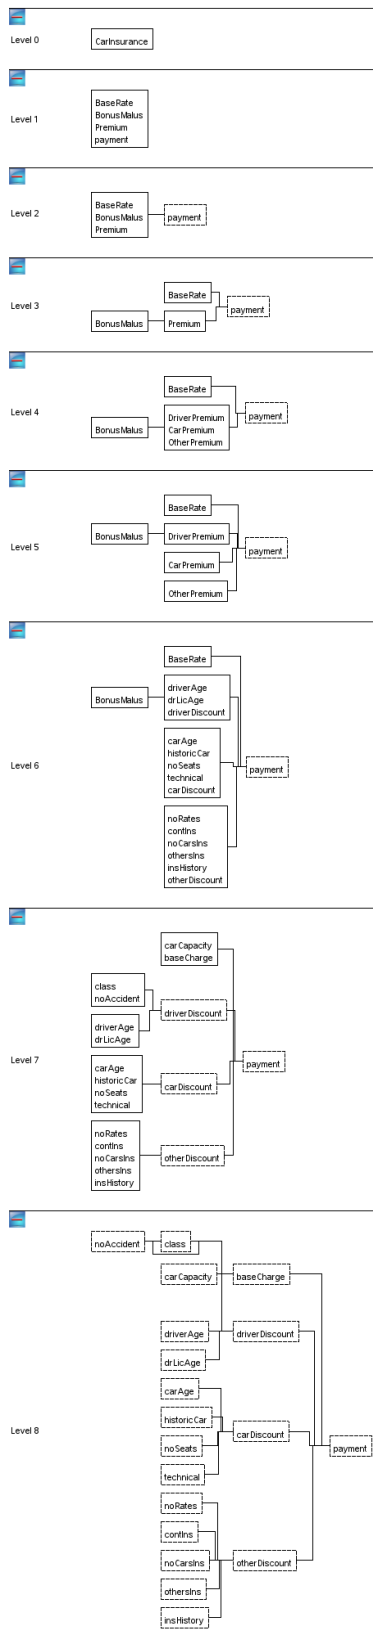 Level 0
CarInsurance
Level 1
BaseRate
BonusMalus
Premium
payment
Level 2
BaseRate
BonusMalus
Premium
payment
Level 3
BaseRate
BonusMalus
Premium
payment
Level 4
BaseRate
BonusMalus
DriverPremium
CarPremium
OtherPremium
payment
Level 5
BaseRate
BonusMalus
DriverPremium
CarPremium
OtherPremium
payment
Level 6
BaseRate
BonusMalus
driverAge
drLicAge
driverDiscount
carAge
historicCar
noSeats
technical
carDiscount
noRates
contIns
noCarsIns
othersIns
insHistory
otherDiscount
payment
Level 7
carCapacity
baseCharge
class
noAccident
driverAge
drLicAge
driverDiscount
carAge
historicCar
noSeats
technical
carDiscount
noRates
contIns
noCarsIns
othersIns
insHistory
otherDiscount
payment
Level 8
noAccident
class
carCapacity
baseCharge
driverAge
driverDiscount
drLicAge
carAge
historicCar
carDiscount
noSeats
technical
noRates
contIns
noCarsIns
otherDiscount
othersIns
insHistory
payment